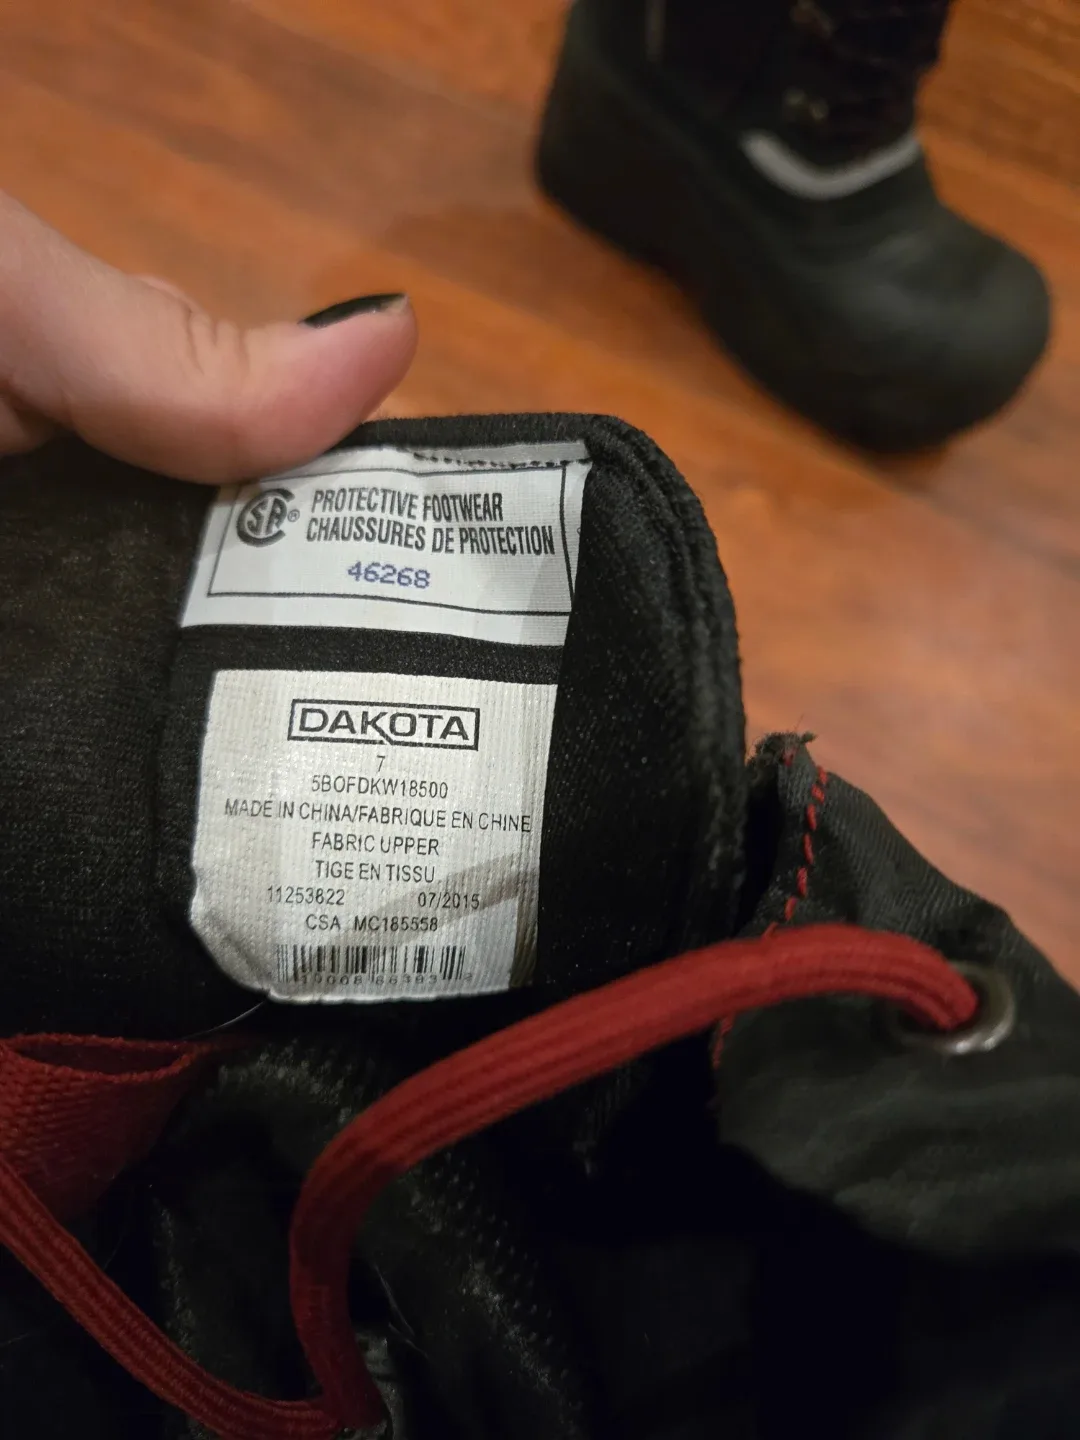 CSA® PROTECTIVE FOOTWEAR
CHAUSSURES DE PROTECTION
46268
DAKOTA
7
5BOFDKW18500
MADE IN CHINA/FABRIQUE EN CHINE
FABRIC UPPER
TIGE EN TISSU
11253822 07/2015
CSA MC185558